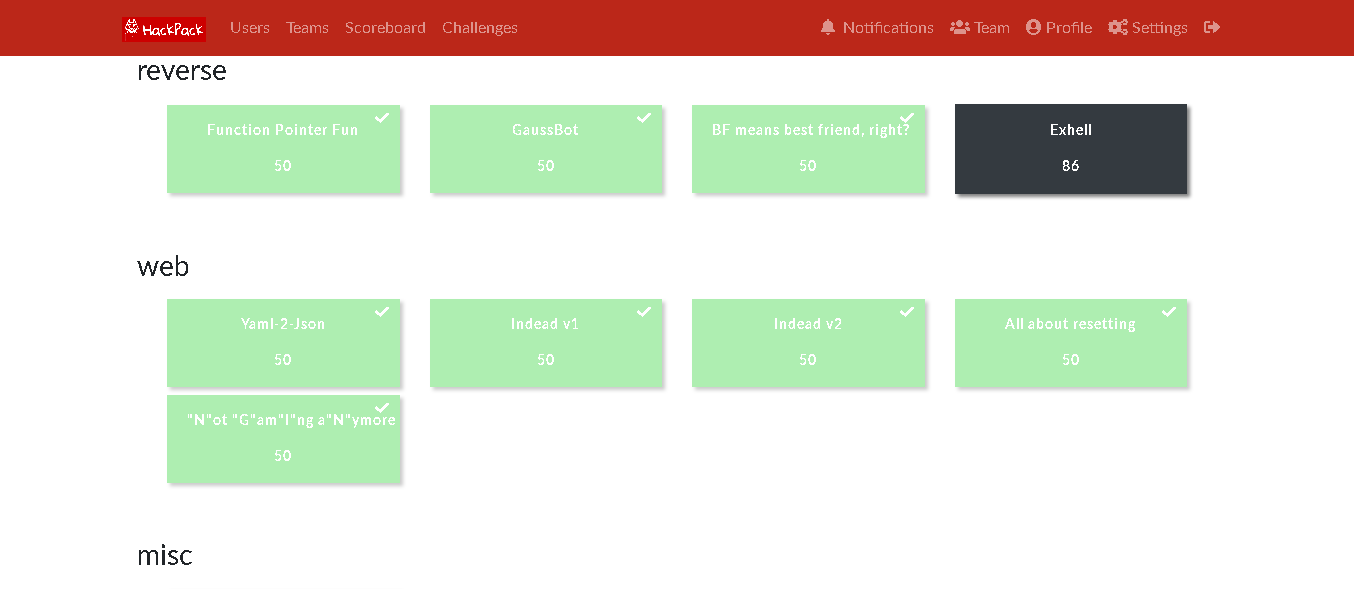 HackPack Users Teams Scoreboard Challenges Notifications Team Profile Settings
reverse
Function Pointer Fun GaussBot BF means best friend, right? Exhell
50 50 50 86
web
Yaml-2-Json Indead v1 Indead v2 All about resetting
50 50 50 50
"N"ot "G"am"I"ng a"N"ymore
50
misc